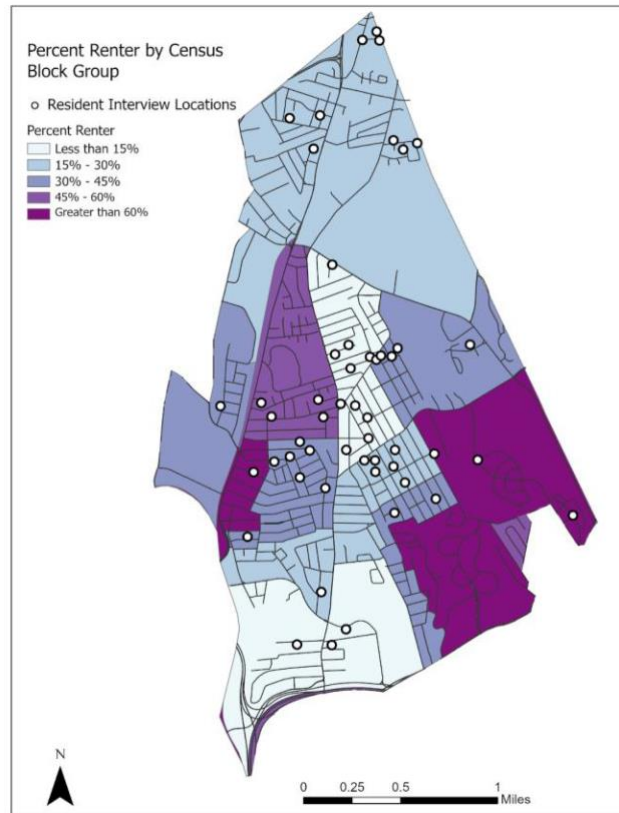 Percent Renter by Census
Block Group
Resident Interview Locations
Percent Renter
Less than 15%
15% - 30%
30% - 45%
45% - 60%
Greater than 60%
N
0 0.25 0.5 1
Miles